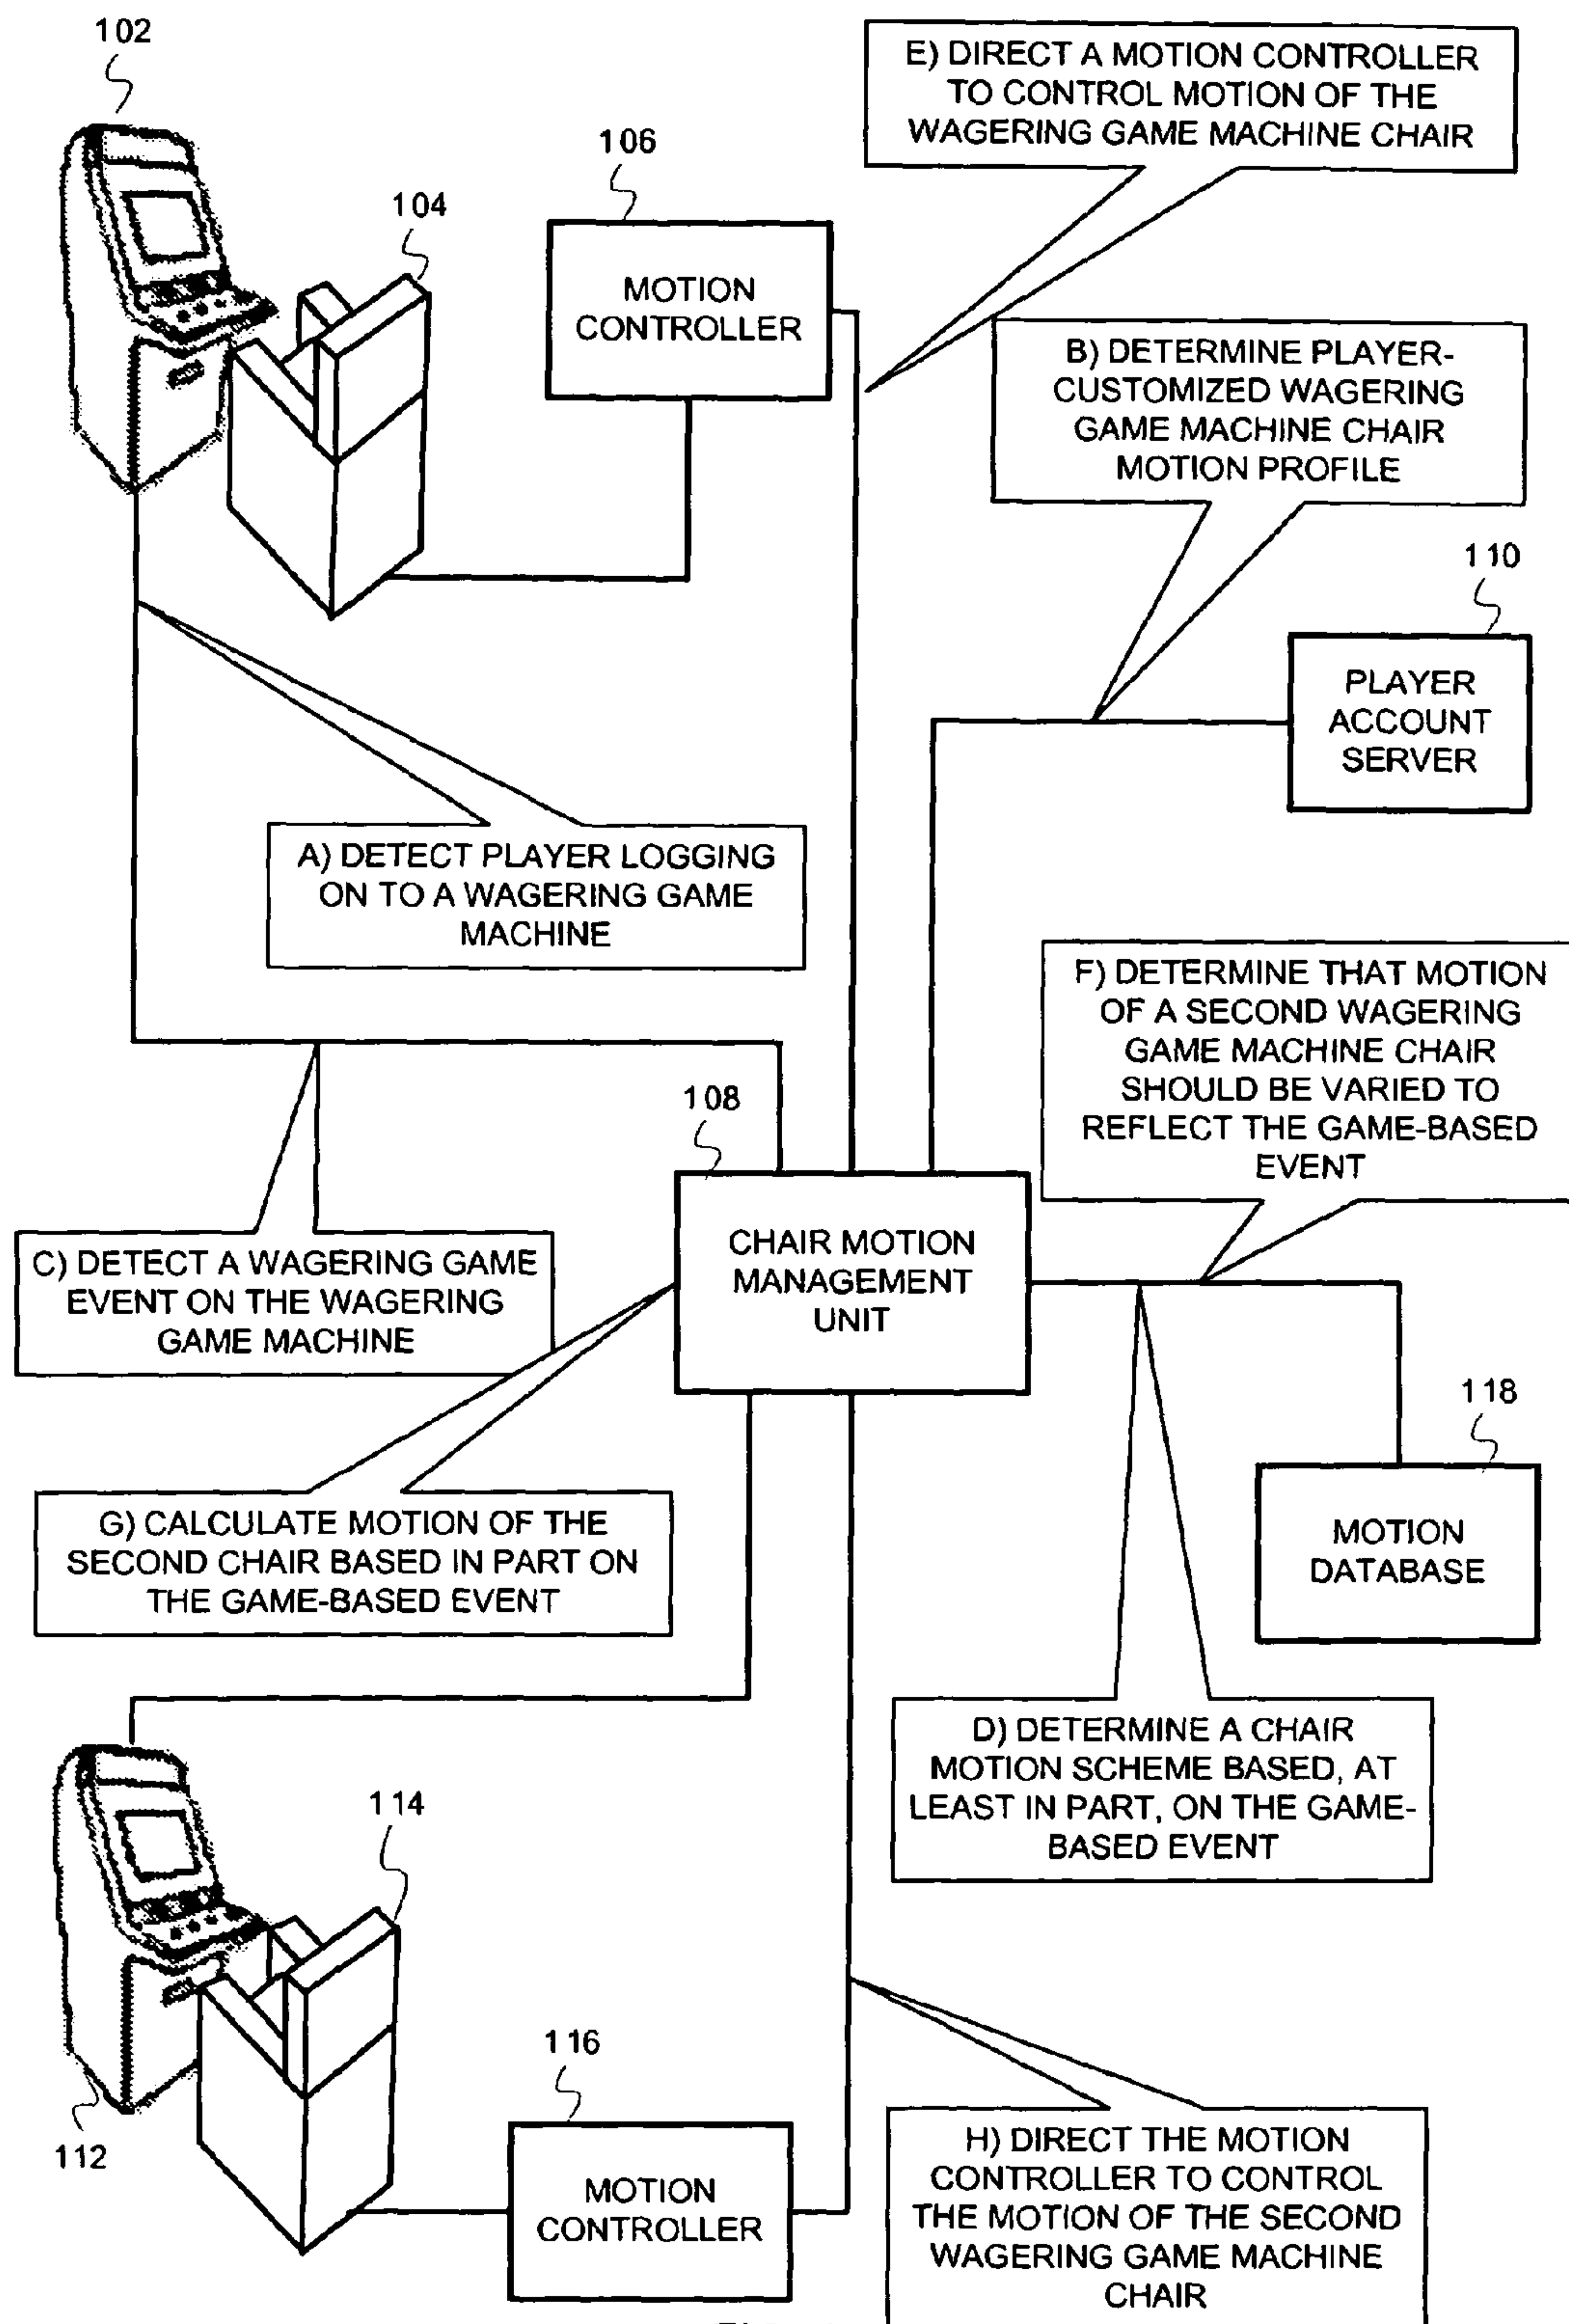 102
E) DIRECT A MOTION CONTROLLER
TO CONTROL MOTION OF THE
WAGERING GAME MACHINE CHAIR
106
104
MOTION
CONTROLLER
B) DETERMINE PLAYER-
CUSTOMIZED WAGERING
GAME MACHINE CHAIR
MOTION PROFILE
110
PLAYER
ACCOUNT
SERVER
A) DETECT PLAYER LOGGING
ON TO A WAGERING GAME
MACHINE
F) DETERMINE THAT MOTION
OF A SECOND WAGERING
GAME MACHINE CHAIR
SHOULD BE VARIED TO
REFLECT THE GAME-BASED
EVENT
108
CHAIR MOTION
MANAGEMENT
UNIT
C) DETECT A WAGERING GAME
EVENT ON THE WAGERING
GAME MACHINE
118
MOTION
DATABASE
G) CALCULATE MOTION OF THE
SECOND CHAIR BASED IN PART ON
THE GAME-BASED EVENT
D) DETERMINE A CHAIR
MOTION SCHEME BASED, AT
LEAST IN PART, ON THE GAME-
BASED EVENT
114
116
112
MOTION
CONTROLLER
H) DIRECT THE MOTION
CONTROLLER TO CONTROL
THE MOTION OF THE SECOND
WAGERING GAME MACHINE
CHAIR